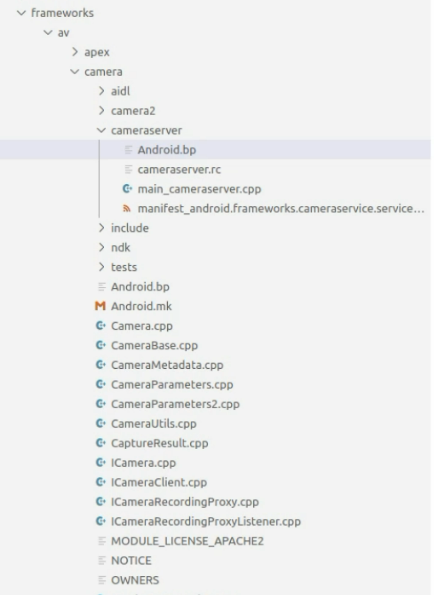 frameworks
av
apex
camera
aidl
camera2
cameraserver
Android.bp
cameraserver.rc
main_cameraserver.cpp
manifest_android.frameworks.cameraservice.service...
include
ndk
tests
Android.bp
Android.mk
Camera.cpp
CameraBase.cpp
CameraMetadata.cpp
CameraParameters.cpp
CameraParameters2.cpp
CameraUtils.cpp
CaptureResult.cpp
ICamera.cpp
ICameraClient.cpp
ICameraRecordingProxy.cpp
ICameraRecordingProxyListener.cpp
MODULE_LICENSE_APACHE2
NOTICE
OWNERS